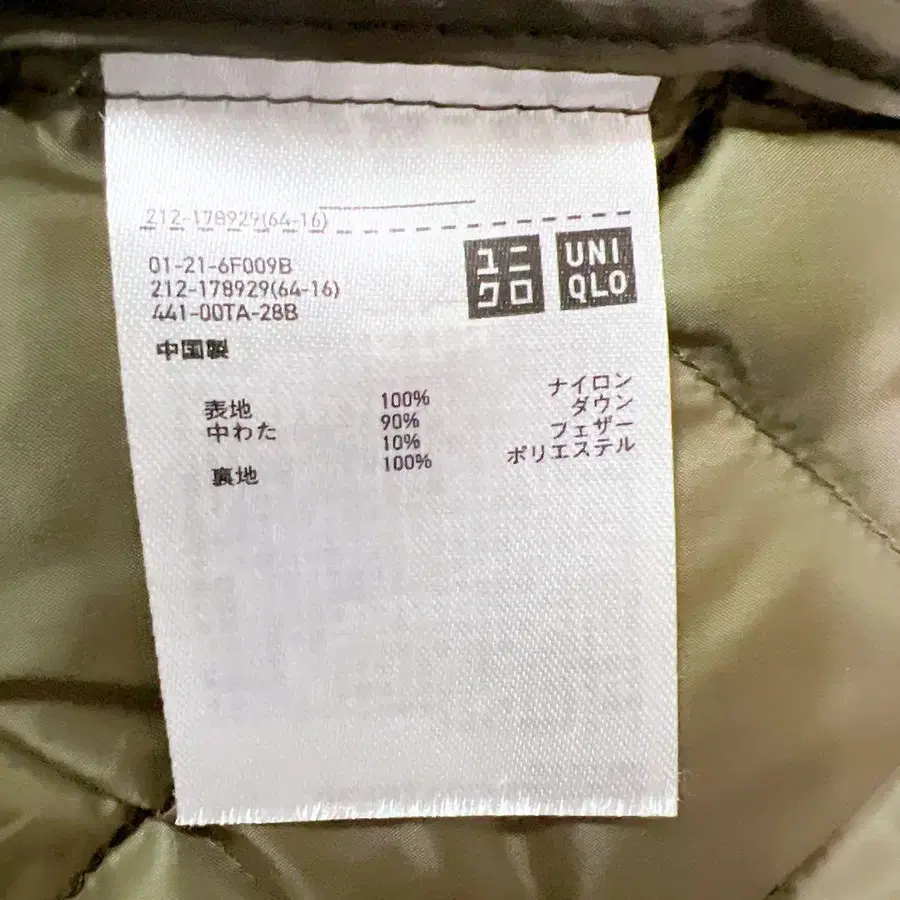 212-178929(64-16)
01-21-6F009B
212-178929(64-16)
441-00TA-28B
中国製
ユニ
クロ
UNI
QLO
表地 100% ナイロン
中わた 90% ダウン
10% フェザー
裏地 100% ポリエステル